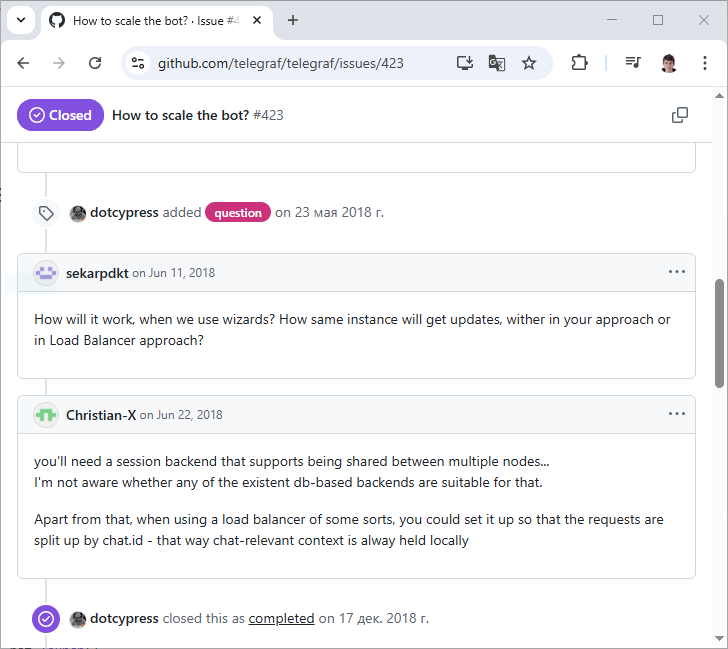 How to scale the bot? · Issue #4
github.com/telegraf/telegraf/issues/423
Closed How to scale the bot? #423
dotcypress added question on 23 мая 2018 г.
sekarpdkt on Jun 11, 2018
How will it work, when we use wizards? How same instance will get updates, wither in your approach or
in Load Balancer approach?
Christian-X on Jun 22, 2018
you'll need a session backend that supports being shared between multiple nodes...
I'm not aware whether any of the existent db-based backends are suitable for that.
Apart from that, when using a load balancer of some sorts, you could set it up so that the requests are
split up by chat.id - that way chat-relevant context is alway held locally
dotcypress closed this as completed on 17 дек. 2018 г.